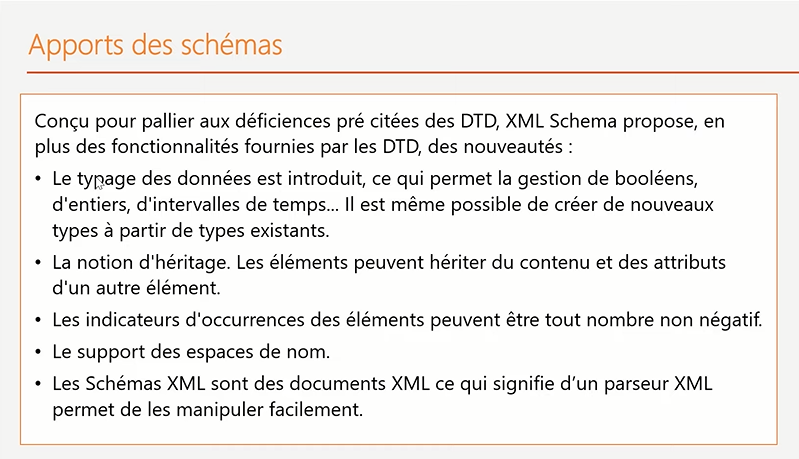 Apports des schémas
Conçu pour pallier aux déficiences pré citées des DTD, XML Schema propose, en
plus des fonctionnalités fournies par les DTD, des nouveautés :
• Le typage des données est introduit, ce qui permet la gestion de booléens,
d'entiers, d'intervalles de temps... Il est même possible de créer de nouveaux
types à partir de types existants.
• La notion d'héritage. Les éléments peuvent hériter du contenu et des attributs
d'un autre élément.
• Les indicateurs d'occurrences des éléments peuvent être tout nombre non négatif.
• Le support des espaces de nom.
• Les Schémas XML sont des documents XML ce qui signifie d’un parseur XML
permet de les manipuler facilement.